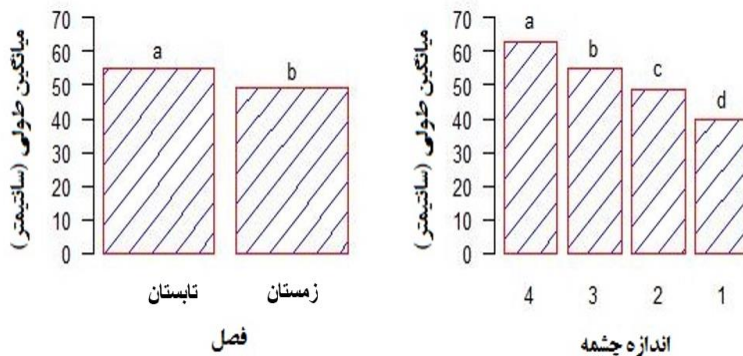 میانگین طولی (سانتیمتر)
70
60
50
40
30
20
10
0
a
b
تابستان
زمستان
فصل
میانگین طولی (سانتیمتر)
70
60
50
40
30
20
10
0
a
b
c
d
4 3 2 1
اندازه چشمه